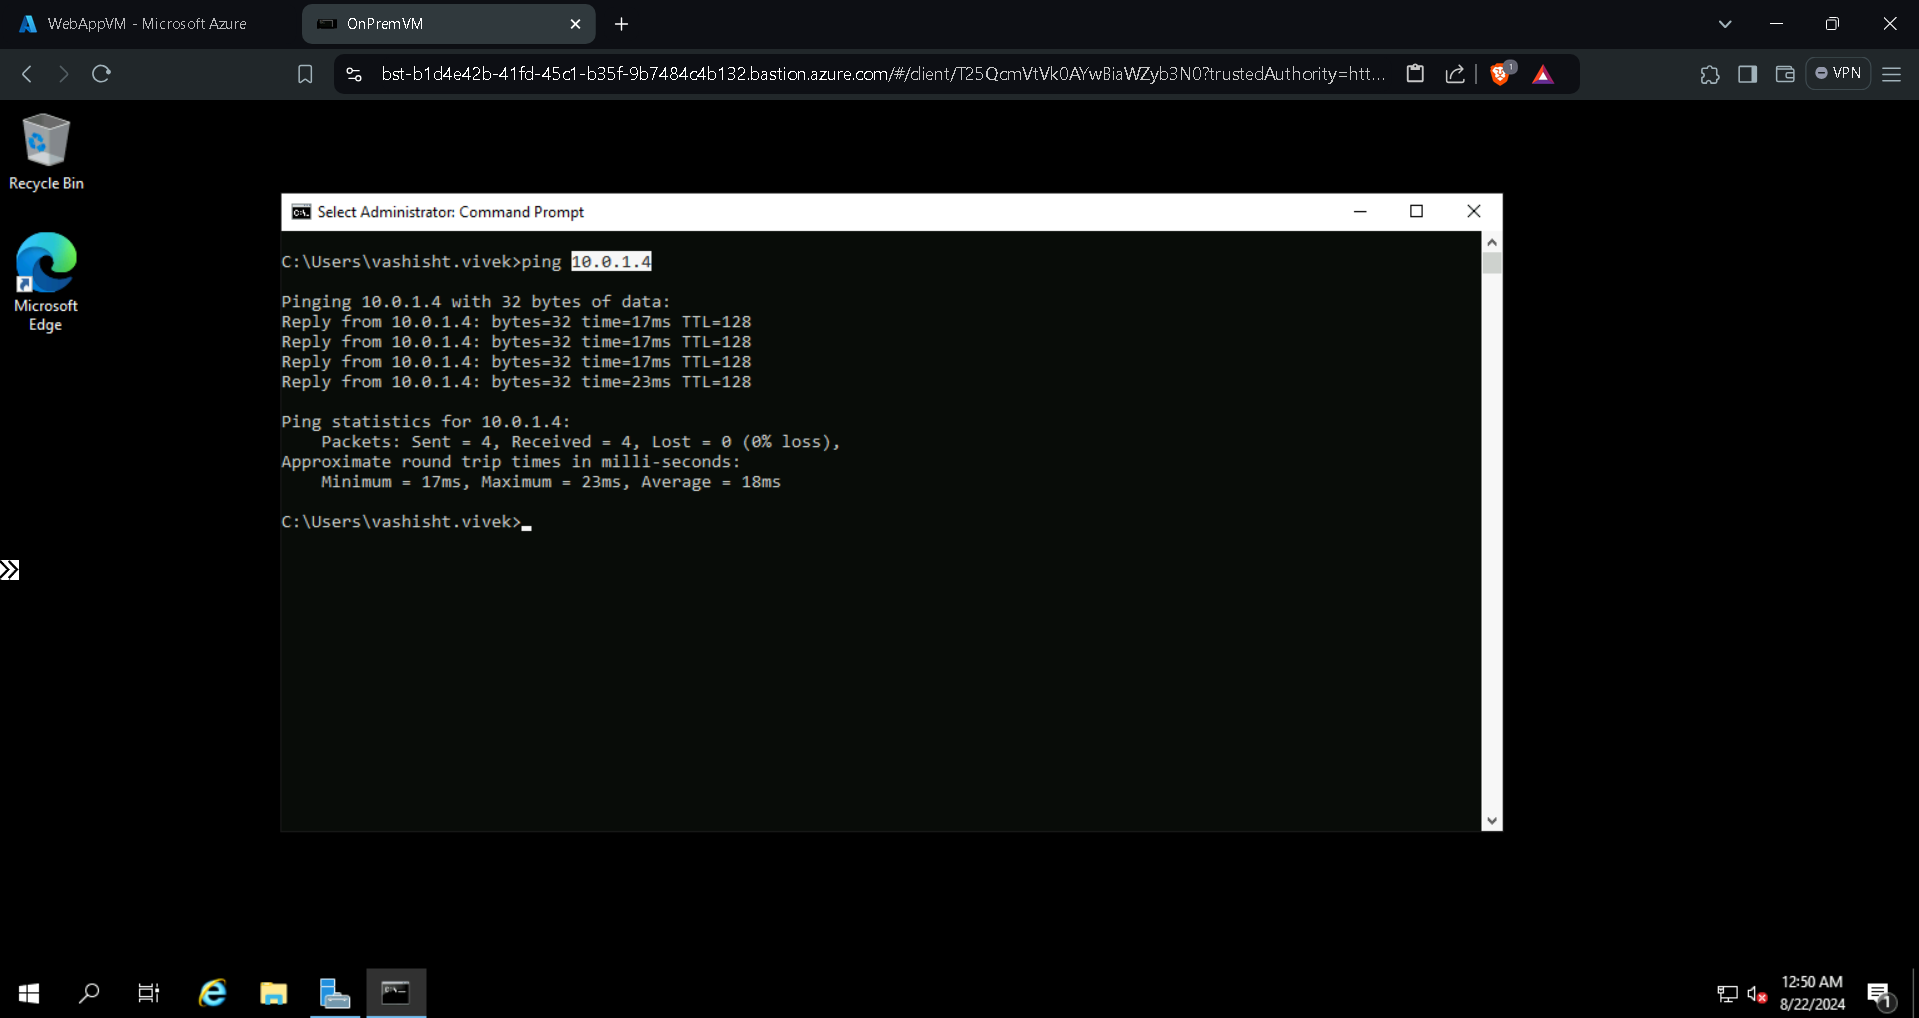 WebAppVM - Microsoft Azure
OnPremVM
bst-b1d4e42b-41fd-45c1-b35f-9b7484c4b132.bastion.azure.com/#/client/T25QcmVtVk0AYwBiaWZyb3N0?trustedAuthority=htt...
1
VPN
Recycle Bin
Microsoft
Edge
Select Administrator: Command Prompt
C:\Users\vashisht.vivek>ping 10.0.1.4
Pinging 10.0.1.4 with 32 bytes of data:
Reply from 10.0.1.4: bytes=32 time=17ms TTL=128
Reply from 10.0.1.4: bytes=32 time=17ms TTL=128
Reply from 10.0.1.4: bytes=32 time=17ms TTL=128
Reply from 10.0.1.4: bytes=32 time=23ms TTL=128
Ping statistics for 10.0.1.4:
Packets: Sent = 4, Received = 4, Lost = 0 (0% loss),
Approximate round trip times in milli-seconds:
Minimum = 17ms, Maximum = 23ms, Average = 18ms
C:\Users\vashisht.vivek>
12:50 AM
8/22/2024
1